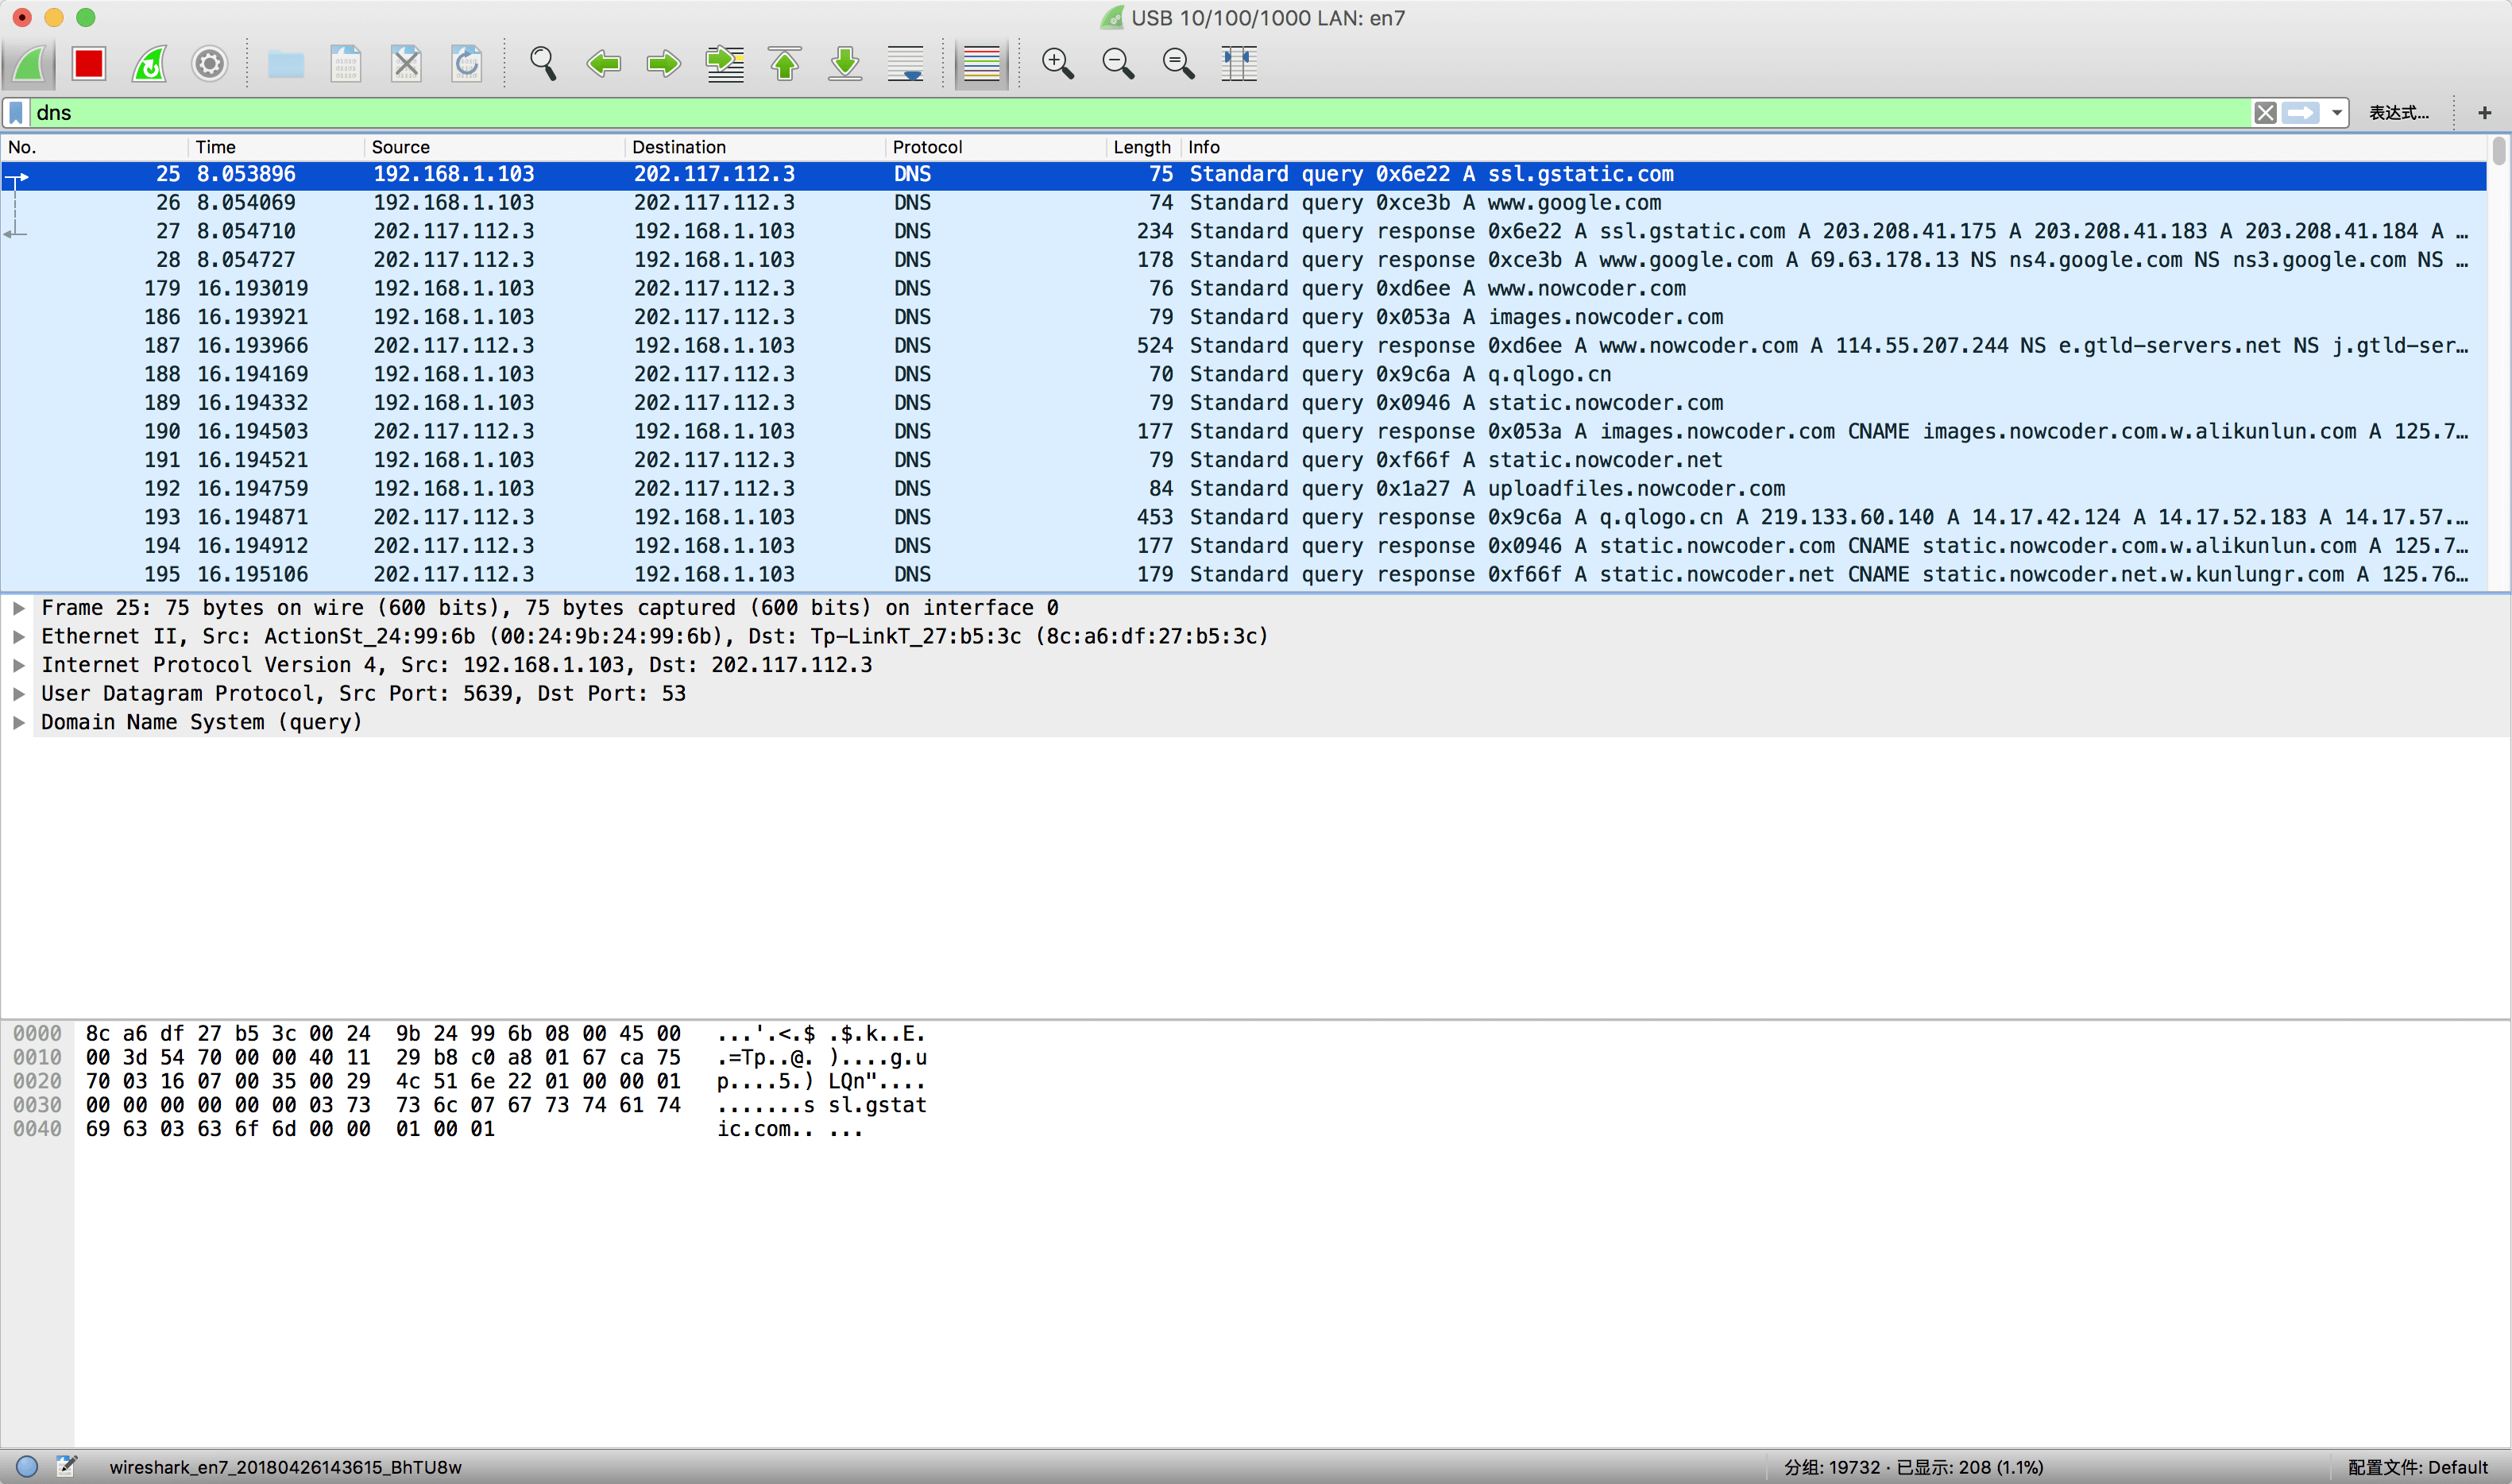 USB 10/100/1000 LAN: en7
dns
表达式…
+
No. Time Source Destination Protocol Length Info
25 8.053896 192.168.1.103 202.117.112.3 DNS 75 Standard query 0x6e22 A ssl.gstatic.com
26 8.054069 192.168.1.103 202.117.112.3 DNS 74 Standard query 0xce3b A www.google.com
27 8.054710 202.117.112.3 192.168.1.103 DNS 234 Standard query response 0x6e22 A ssl.gstatic.com A 203.208.41.175 A 203.208.41.183 A 203.208.41.184 A …
28 8.054727 202.117.112.3 192.168.1.103 DNS 178 Standard query response 0xce3b A www.google.com A 69.63.178.13 NS ns4.google.com NS ns3.google.com NS …
179 16.193019 192.168.1.103 202.117.112.3 DNS 76 Standard query 0xd6ee A www.nowcoder.com
186 16.193921 192.168.1.103 202.117.112.3 DNS 79 Standard query 0x053a A images.nowcoder.com
187 16.193966 202.117.112.3 192.168.1.103 DNS 524 Standard query response 0xd6ee A www.nowcoder.com A 114.55.207.244 NS e.gtld-servers.net NS j.gtld-ser…
188 16.194169 192.168.1.103 202.117.112.3 DNS 70 Standard query 0x9c6a A q.qlogo.cn
189 16.194332 192.168.1.103 202.117.112.3 DNS 79 Standard query 0x0946 A static.nowcoder.com
190 16.194503 202.117.112.3 192.168.1.103 DNS 177 Standard query response 0x053a A images.nowcoder.com CNAME images.nowcoder.com.w.alikunlun.com A 125.7…
191 16.194521 192.168.1.103 202.117.112.3 DNS 79 Standard query 0xf66f A static.nowcoder.net
192 16.194759 192.168.1.103 202.117.112.3 DNS 84 Standard query 0x1a27 A uploadfiles.nowcoder.com
193 16.194871 202.117.112.3 192.168.1.103 DNS 453 Standard query response 0x9c6a A q.qlogo.cn A 219.133.60.140 A 14.17.42.124 A 14.17.52.183 A 14.17.57.…
194 16.194912 202.117.112.3 192.168.1.103 DNS 177 Standard query response 0x0946 A static.nowcoder.com CNAME static.nowcoder.com.w.alikunlun.com A 125.7…
195 16.195106 202.117.112.3 192.168.1.103 DNS 179 Standard query response 0xf66f A static.nowcoder.net CNAME static.nowcoder.net.w.kunlungr.com A 125.76…
Frame 25: 75 bytes on wire (600 bits), 75 bytes captured (600 bits) on interface 0
Ethernet II, Src: ActionSt_24:99:6b (00:24:9b:24:99:6b), Dst: Tp-LinkT_27:b5:3c (8c:a6:df:27:b5:3c)
Internet Protocol Version 4, Src: 192.168.1.103, Dst: 202.117.112.3
User Datagram Protocol, Src Port: 5639, Dst Port: 53
Domain Name System (query)
0000 8c a6 df 27 b5 3c 00 24 9b 24 99 6b 08 00 45 00 ...'.<.$ .$.k..E.
0010 00 3d 54 70 00 00 40 11 29 b8 c0 a8 01 67 ca 75 .=Tp..@. )....g.u
0020 70 03 16 07 00 35 00 29 4c 51 6e 22 01 00 00 01 p....5.) LQn"....
0030 00 00 00 00 00 00 03 73 73 6c 07 67 73 74 61 74 .......s sl.gstat
0040 69 63 03 63 6f 6d 00 00 01 00 01 ic.com.. ...
wireshark_en7_20180426143615_BhTU8w
分组: 19732 · 已显示: 208 (1.1%)
配置文件: Default